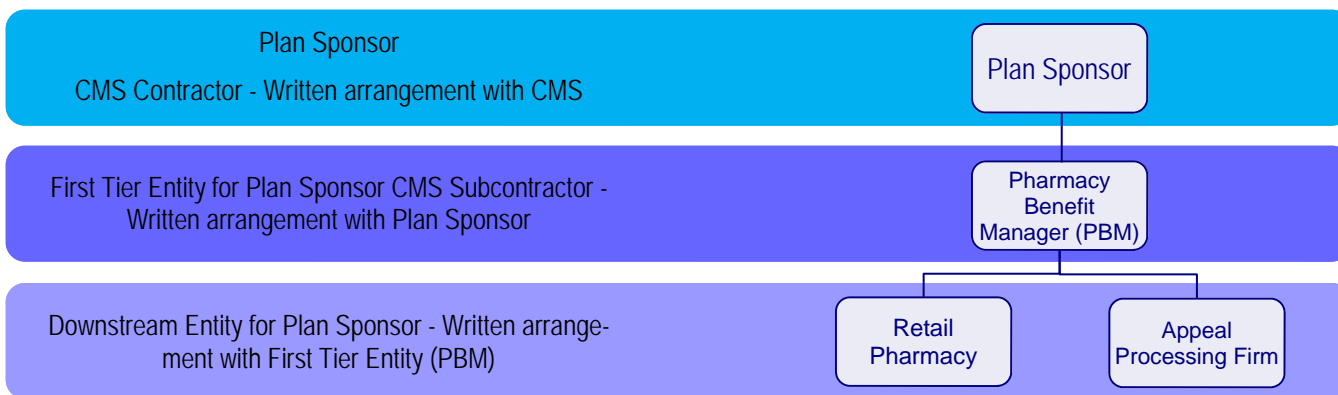 Plan Sponsor
CMS Contractor - Written arrangement with CMS
Plan Sponsor
First Tier Entity for Plan Sponsor CMS Subcontractor -
Written arrangement with Plan Sponsor
Pharmacy
Benefit
Manager (PBM)
Downstream Entity for Plan Sponsor - Written arrange-
ment with First Tier Entity (PBM)
Retail
Pharmacy
Appeal
Processing Firm